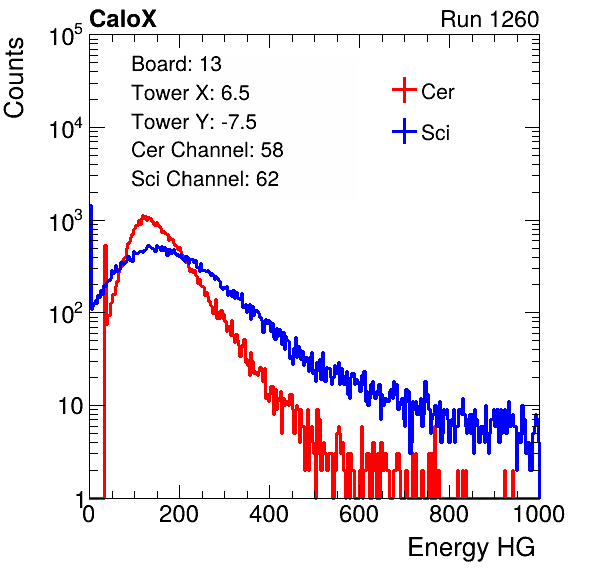 CaloX Run 1260
Counts
10^5
10^4
10^3
10^2
10
1
Board: 13
Tower X: 6.5
Tower Y: -7.5
Cer Channel: 58
Sci Channel: 62
Cer
Sci
0 200 400 600 800 1000
Energy HG